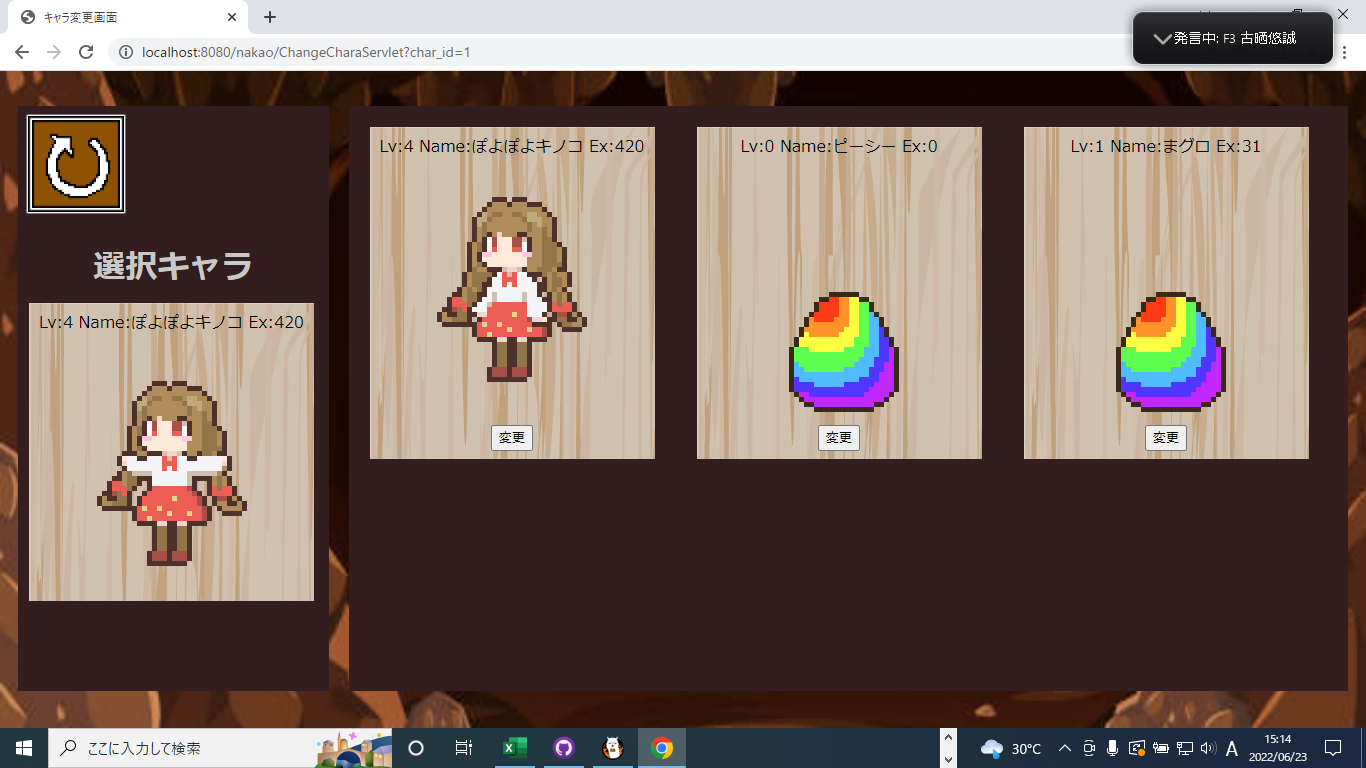 キャラ変更画面
発言中: F3 古晒悠誠
localhost:8080/nakao/ChangeCharaServlet?char_id=1
選択キャラ
Lv:4 Name:ぽよぽよキノコ Ex:420
Lv:4 Name:ぽよぽよキノコ Ex:420
変更
Lv:0 Name:ピーシー Ex:0
変更
Lv:1 Name:まグロ Ex:31
変更
ここに入力して検索
30°C
A
15:14
2022/06/23